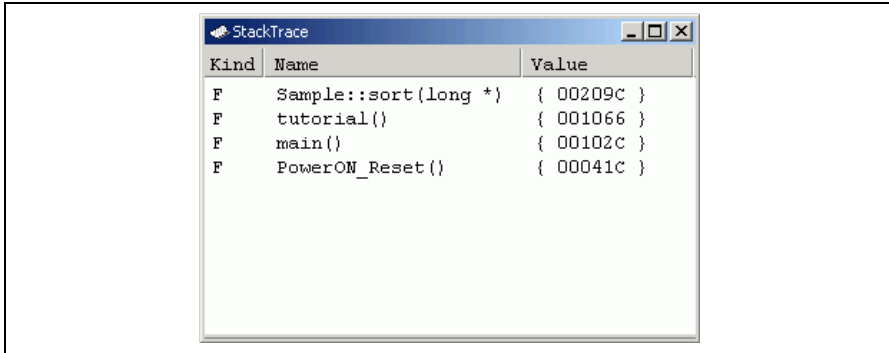 StackTrace
Kind Name Value
F Sample::sort(long *) { 00209C }
F tutorial() { 001066 }
F main() { 00102C }
F PowerON_Reset() { 00041C }